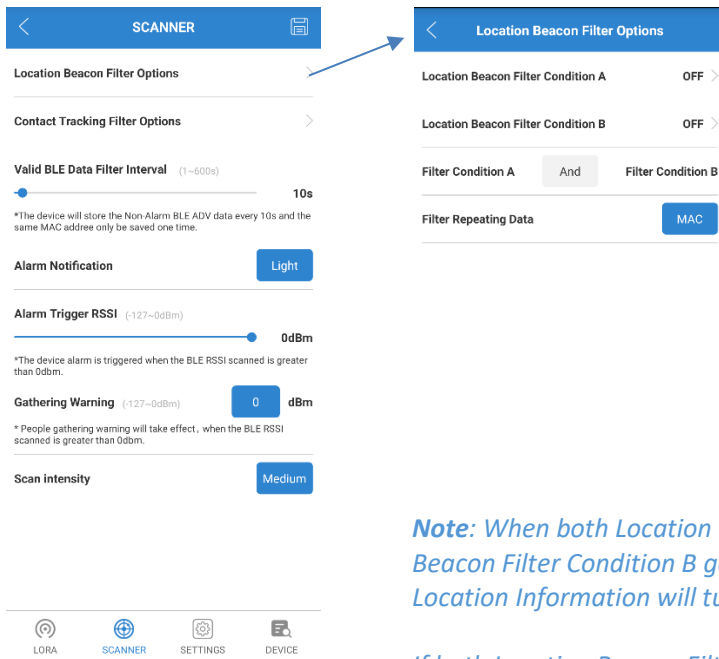 SCANNER
Location Beacon Filter Options
Contact Tracking Filter Options
Valid BLE Data Filter Interval (1~600s)
10s
*The device will store the Non-Alarm BLE ADV data every 10s and the
same MAC addree only be saved one time.
Alarm Notification Light
Alarm Trigger RSSI (-127~0dBm)
0dBm
*The device alarm is triggered when the BLE RSSI scanned is greater
than 0dbm.
Gathering Warning (-127~0dBm) 0 dBm
* People gathering warning will take effect, when the BLE RSSI
scanned is greater than 0dbm.
Scan intensity Medium
LORA SCANNER SETTINGS DEVICE
Location Beacon Filter Options
Location Beacon Filter Condition A OFF
Location Beacon Filter Condition B OFF
Filter Condition A And Filter Condition B
Filter Repeating Data MAC
Note: When both Location
Beacon Filter Condition B
Location Information will